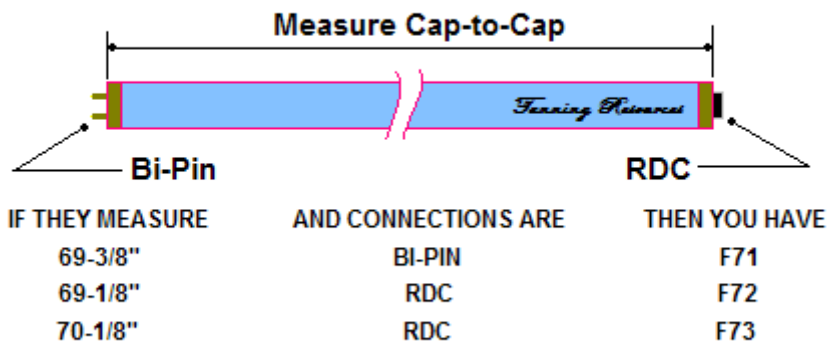 Measure Cap-to-Cap
Tanning Resources
Bi-Pin RDC
IF THEY MEASURE AND CONNECTIONS ARE THEN YOU HAVE
69-3/8" BI-PIN F71
69-1/8" RDC F72
70-1/8" RDC F73